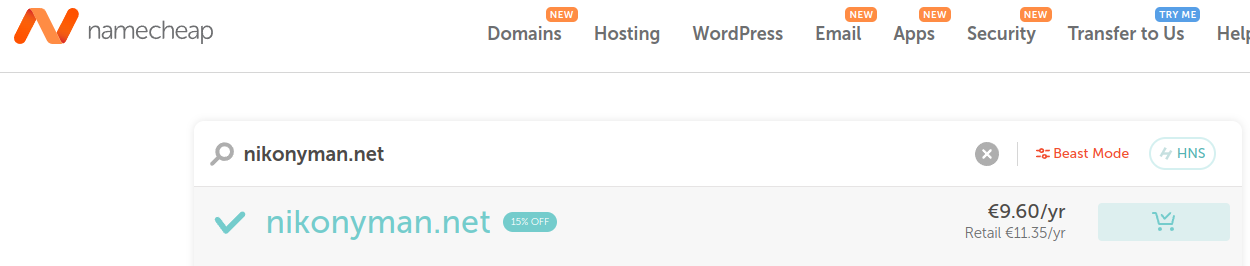 namecheap
NEW NEW NEW NEW TRY ME
Domains Hosting WordPress Email Apps Security Transfer to Us Help
nikonyman.net Beast Mode HNS
nikonyman.net 15% OFF €9.60/yr
Retail €11.35/yr